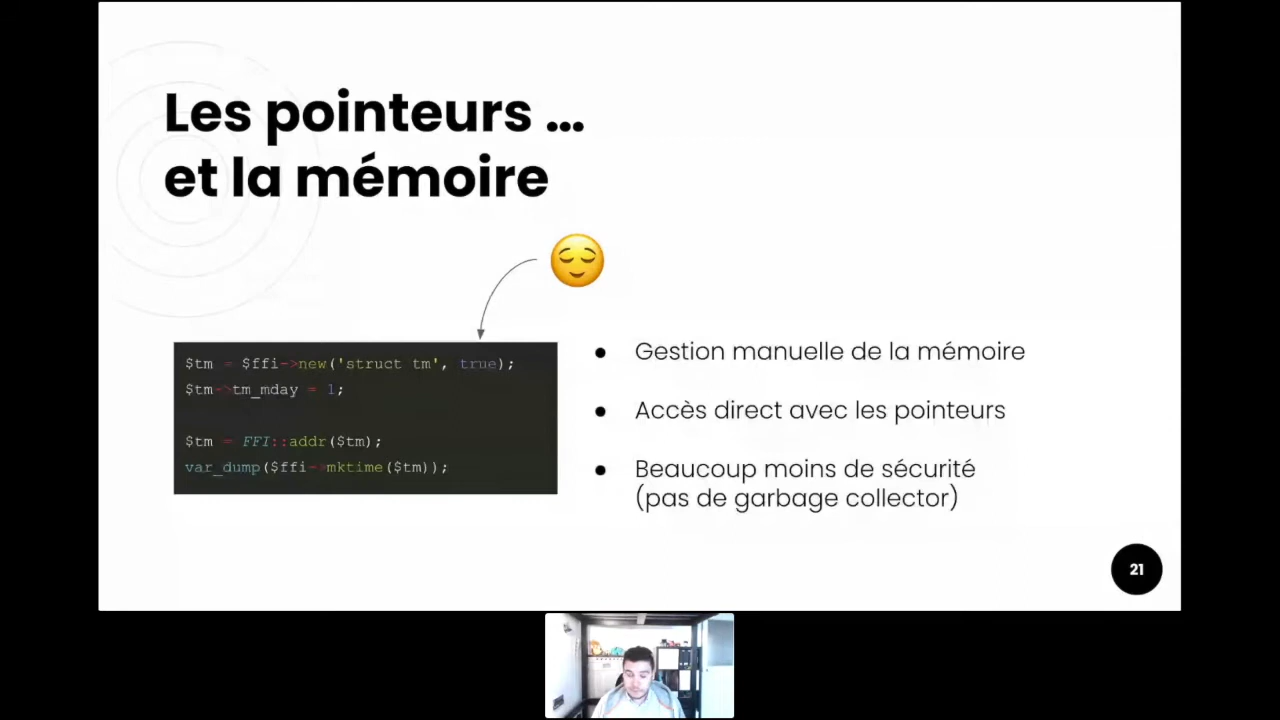 Les pointeurs ...
et la mémoire
$tm = $ffi->new('struct tm', true);
$tm->tm_mday = 1;
$tm = FFI::addr($tm);
var_dump($ffi->mktime($tm));
● Gestion manuelle de la mémoire
● Accès direct avec les pointeurs
● Beaucoup moins de sécurité
(pas de garbage collector)
21